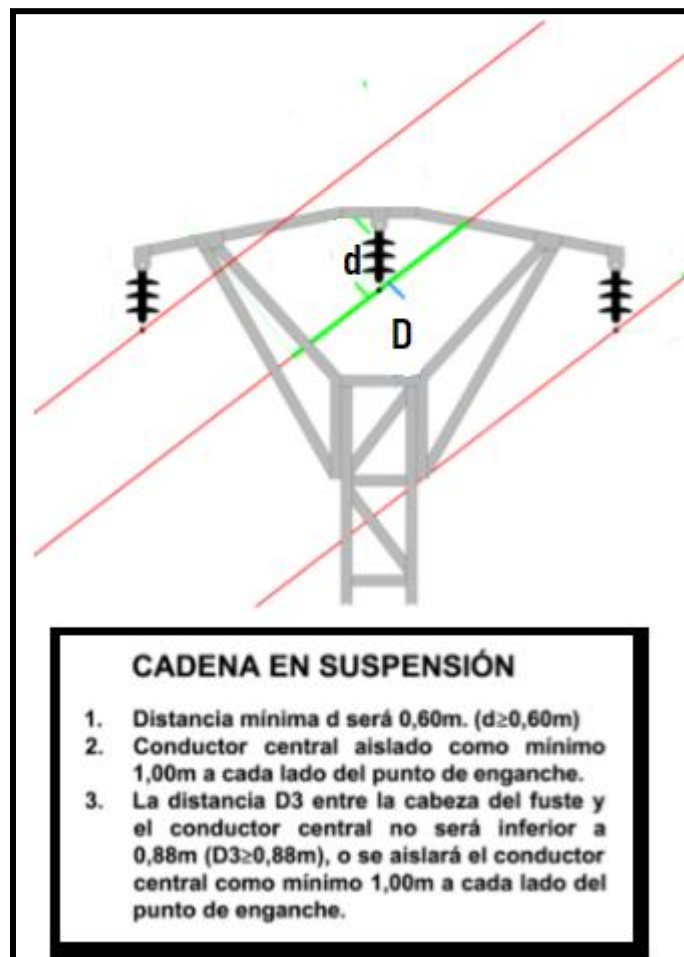 d
D
CADENA EN SUSPENSIÓN
1. Distancia mínima d será 0,60m. (d≥0,60m)
2. Conductor central aislado como mínimo
1,00m a cada lado del punto de enganche.
3. La distancia D3 entre la cabeza del fuste y
el conductor central no será inferior a
0,88m (D3≥0,88m), o se aislará el conductor
central como mínimo 1,00m a cada lado del
punto de enganche.